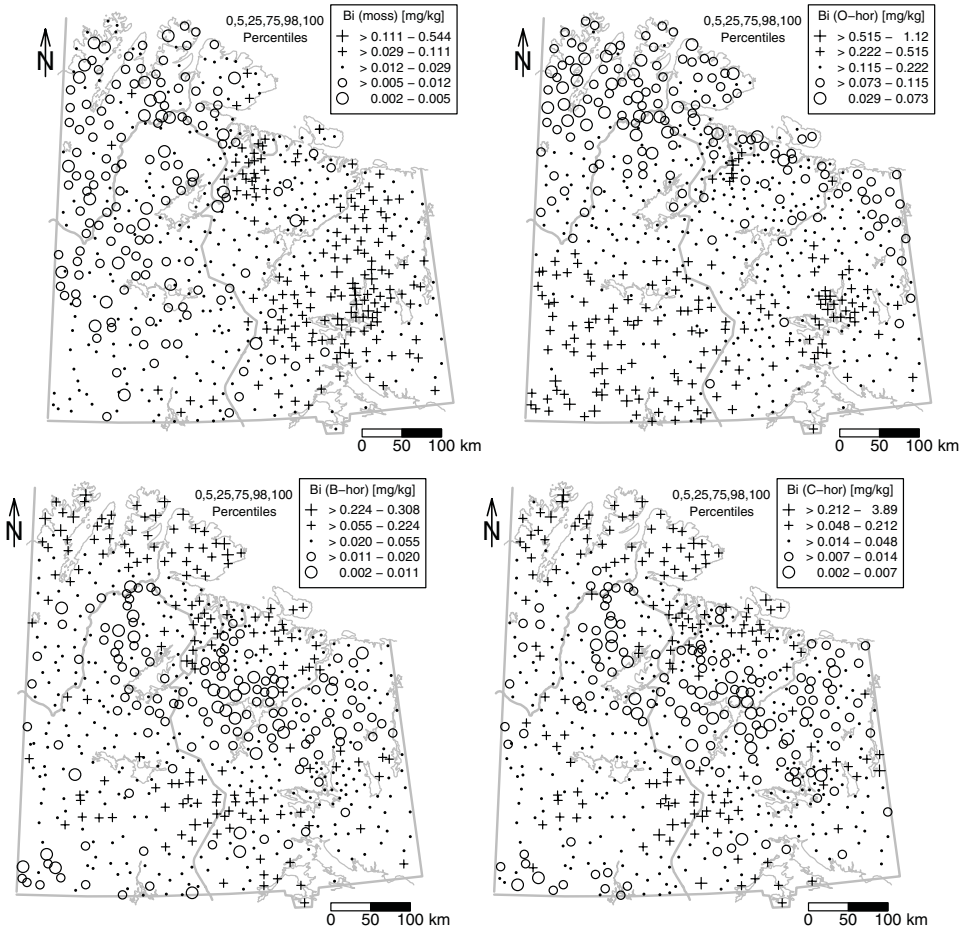 0,5,25,75,98,100
Percentiles
Bi (moss) [mg/kg]
> 0.111 − 0.544
> 0.029 − 0.111
> 0.012 − 0.029
> 0.005 − 0.012
0.002 − 0.005
N
0 50 100 km
0,5,25,75,98,100
Percentiles
Bi (O−hor) [mg/kg]
> 0.515 − 1.12
> 0.222 − 0.515
> 0.115 − 0.222
> 0.073 − 0.115
0.029 − 0.073
N
0 50 100 km
0,5,25,75,98,100
Percentiles
Bi (B−hor) [mg/kg]
> 0.224 − 0.308
> 0.055 − 0.224
> 0.020 − 0.055
> 0.011 − 0.020
0.002 − 0.011
N
0 50 100 km
0,5,25,75,98,100
Percentiles
Bi (C−hor) [mg/kg]
> 0.212 − 3.89
> 0.048 − 0.212
> 0.014 − 0.048
> 0.007 − 0.014
0.002 − 0.007
N
0 50 100 km